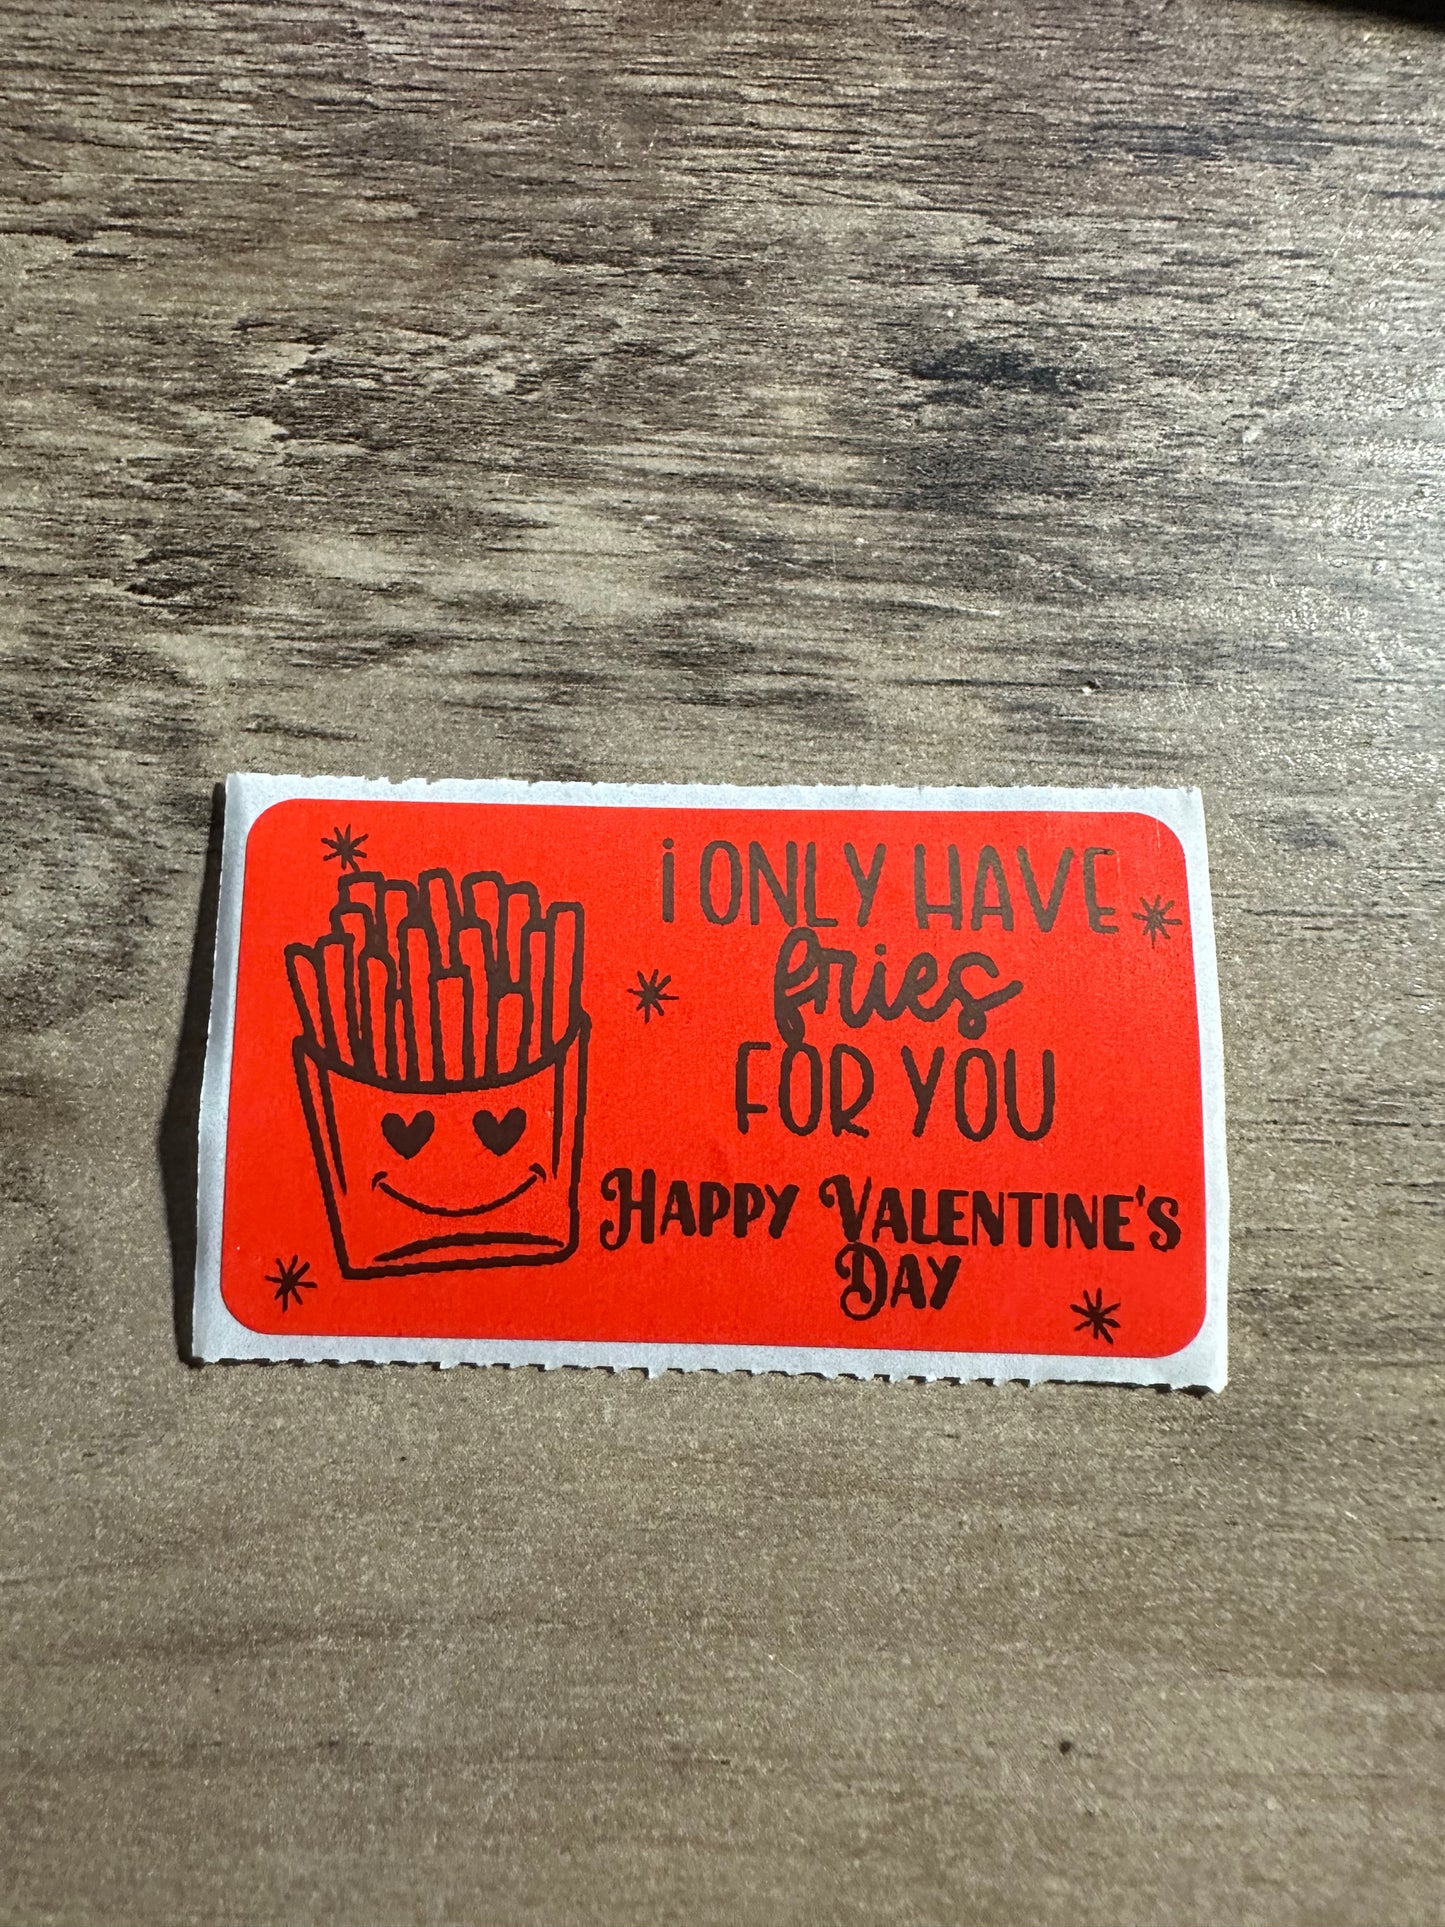 i ONLY HAVE
fries
FOR YOU
HAPPY VALENTINE'S
DAY